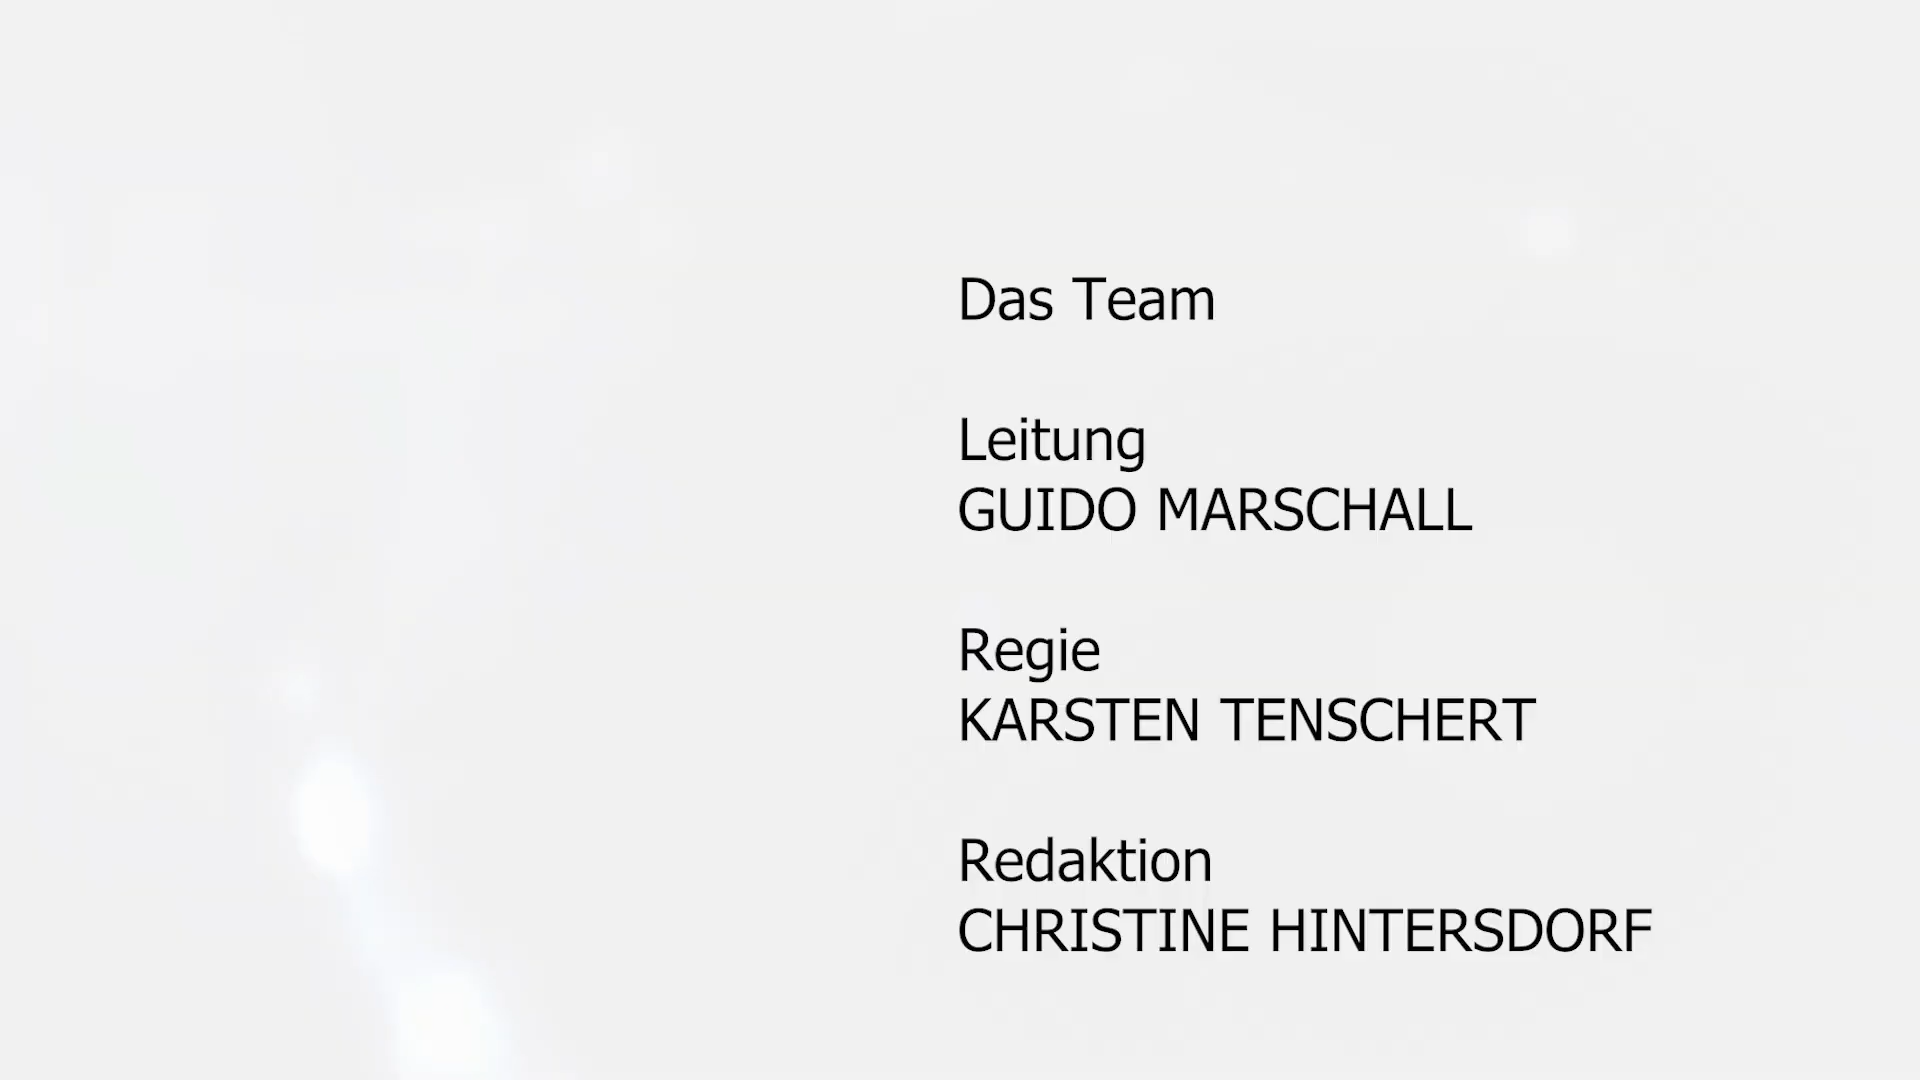 Das Team
Leitung
GUIDO MARSCHALL
Regie
KARSTEN TENSCHERT
Redaktion
CHRISTINE HINTERSDORF